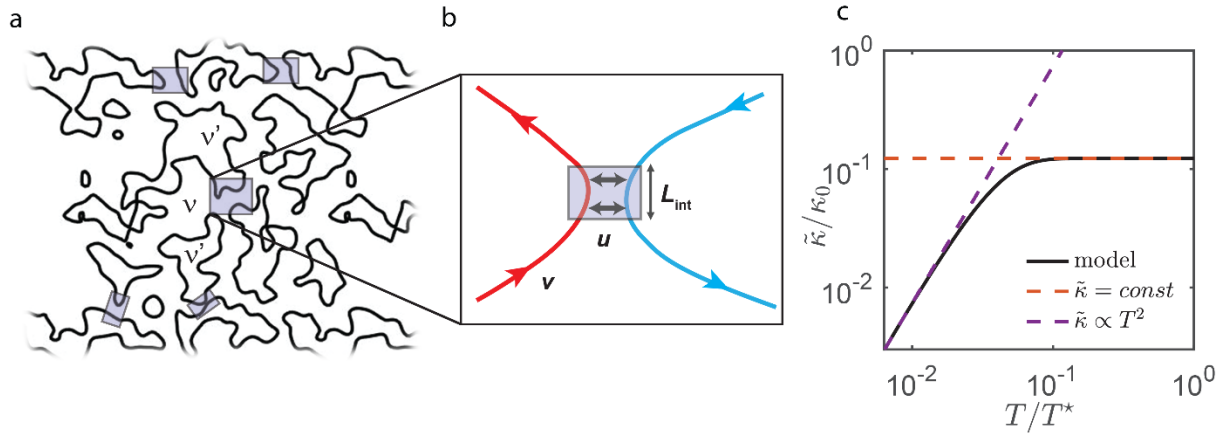 a
ν'
ν
ν'
b
L_int
u
v
c
10^0
10^-1
10^-2
κ̃/κ_0
model
κ̃ = const
κ̃ ∝ T^2
10^-2
10^-1
10^0
T/T^⋆